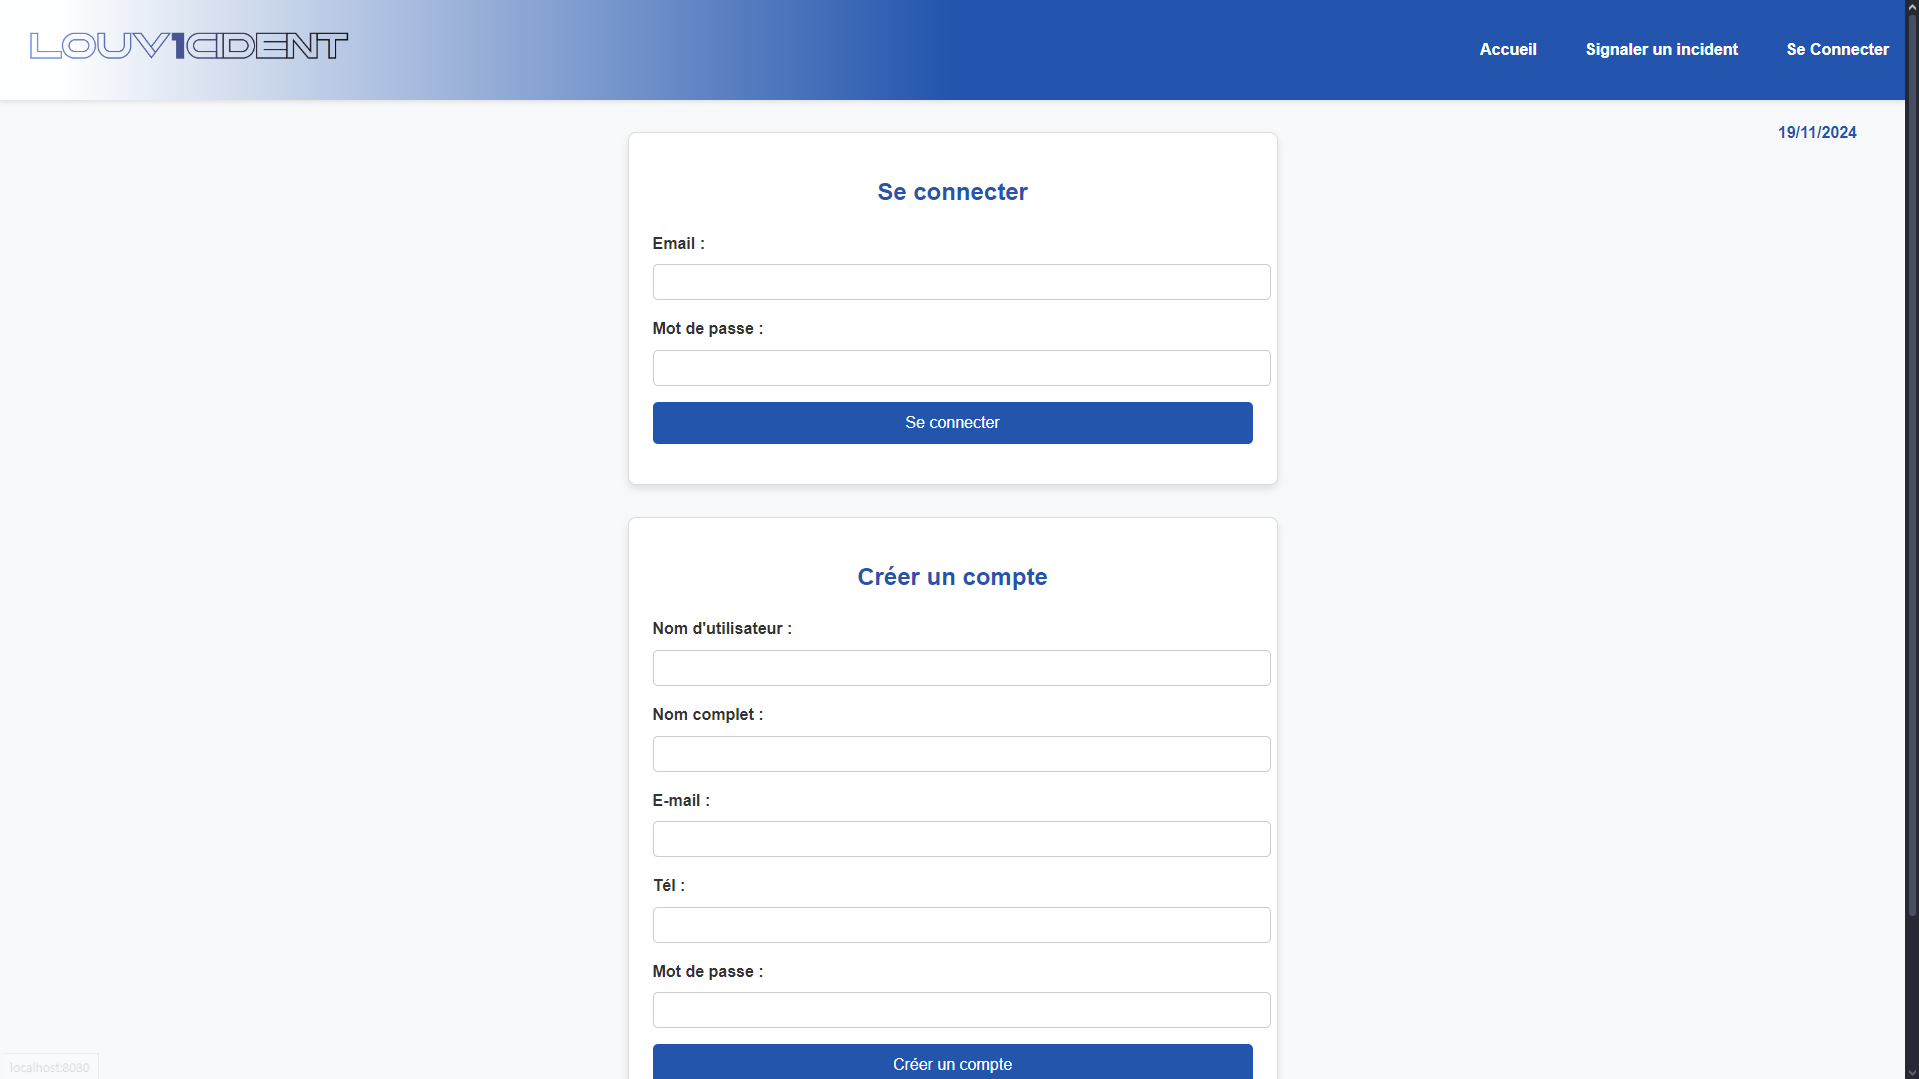 LOUV1CIDENT
Accueil
Signaler un incident
Se Connecter
19/11/2024
Se connecter
Email :
Mot de passe :
Se connecter
Créer un compte
Nom d'utilisateur :
Nom complet :
E-mail :
Tél :
Mot de passe :
Créer un compte
localhost:8080